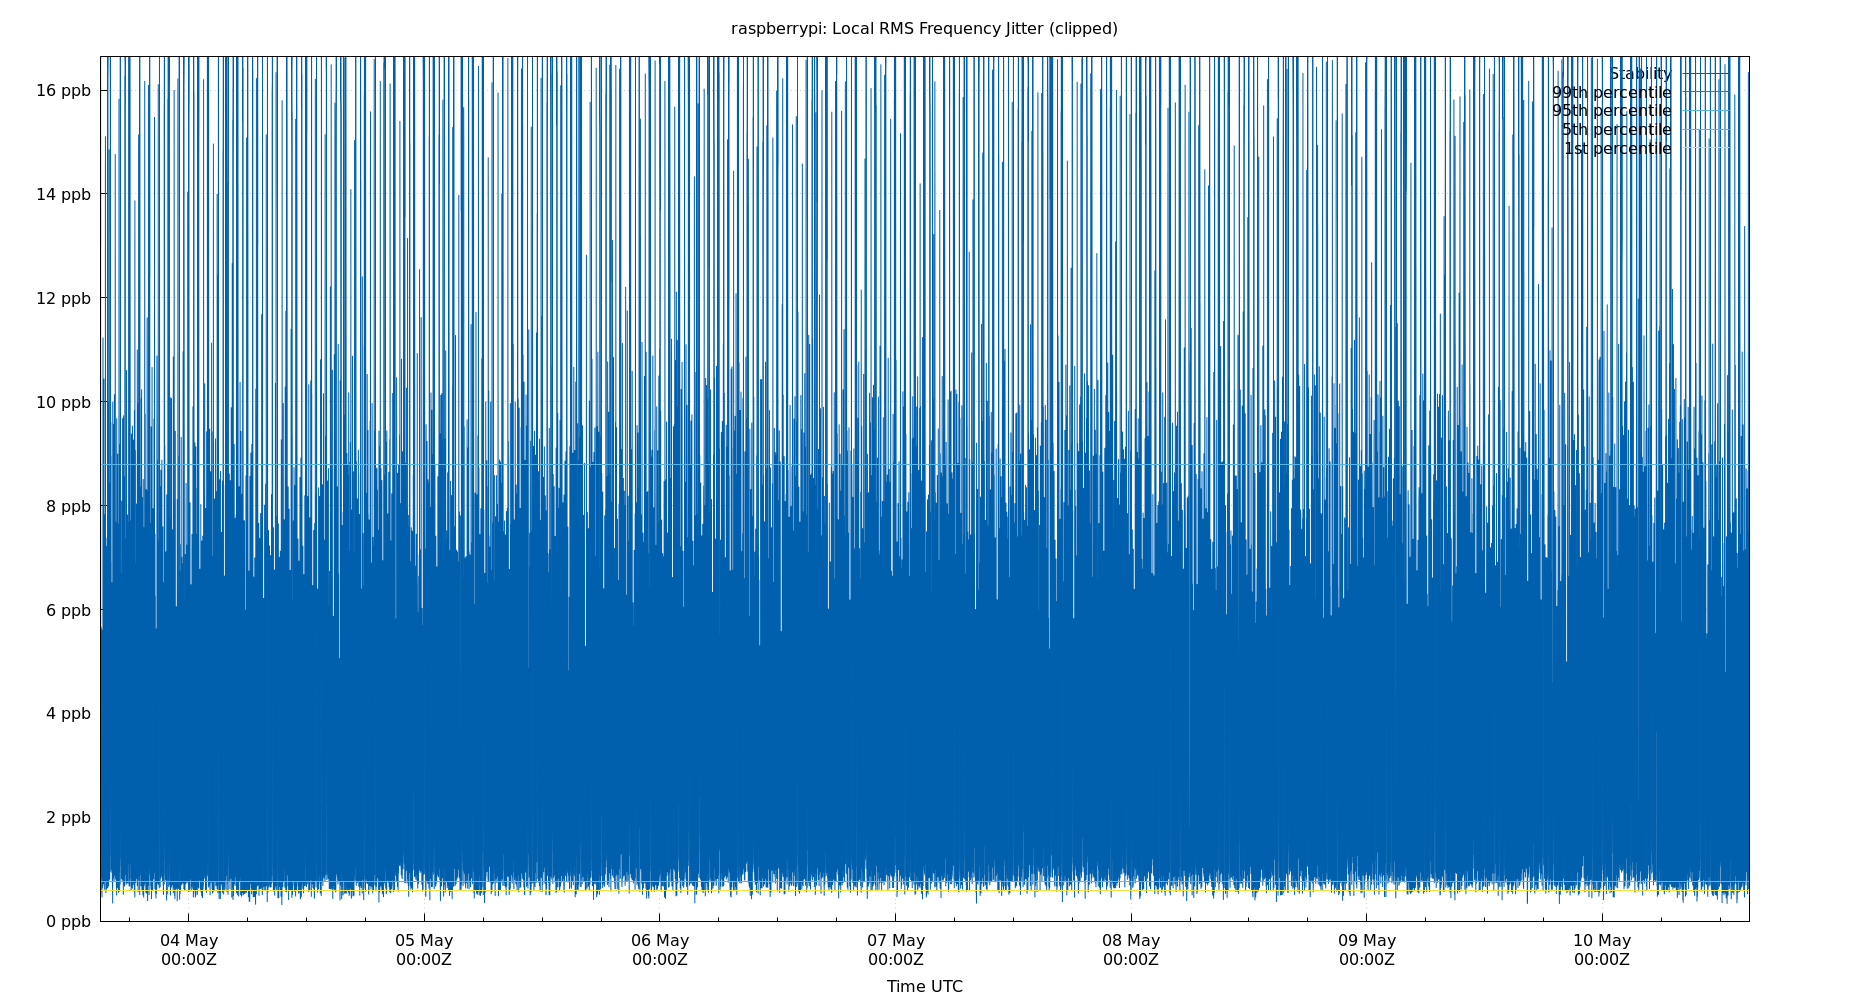 raspberrypi: Local RMS Frequency Jitter (clipped)
Stability
99th percentile
95th percentile
5th percentile
1st percentile
16 ppb
14 ppb
12 ppb
10 ppb
8 ppb
6 ppb
4 ppb
2 ppb
0 ppb
04 May 05 May 06 May 07 May 08 May 09 May 10 May
00:00Z 00:00Z 00:00Z 00:00Z 00:00Z 00:00Z 00:00Z
Time UTC